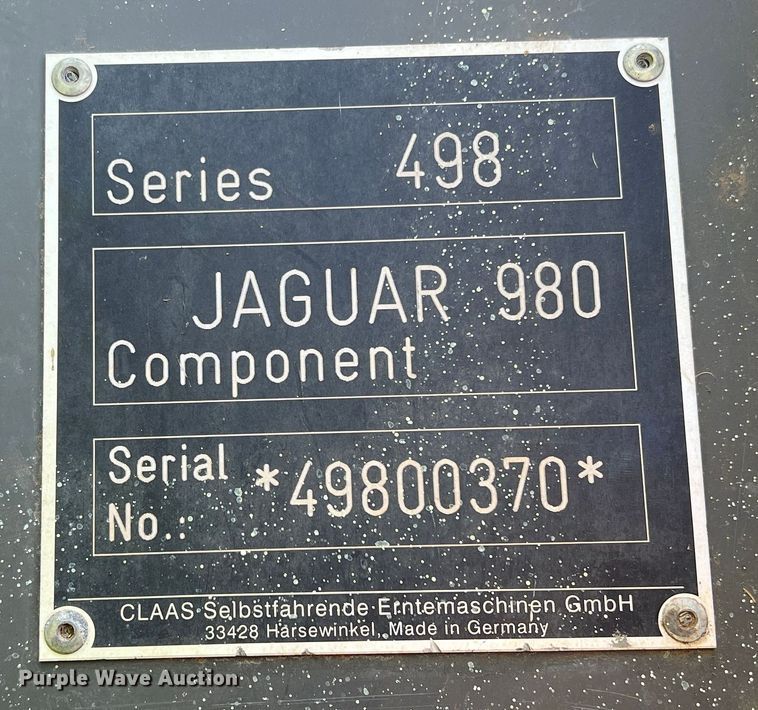 Series 498
JAGUAR 980
Component
Serial No.: *49800370*
CLAAS Selbstfahrende Erntemaschinen GmbH
33428 Harsewinkel, Made in Germany
Purple Wave Auction